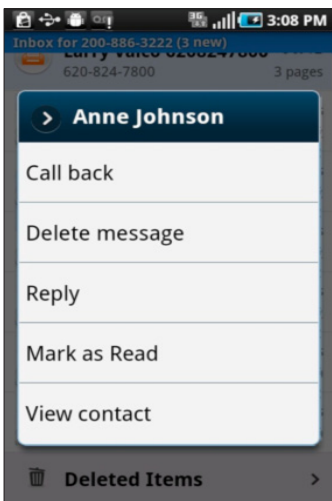 3G
3:08 PM
Inbox for 200-886-3222 (3 new)
620-824-7800
3 pages
Anne Johnson
Call back
Delete message
Reply
Mark as Read
View contact
Deleted Items